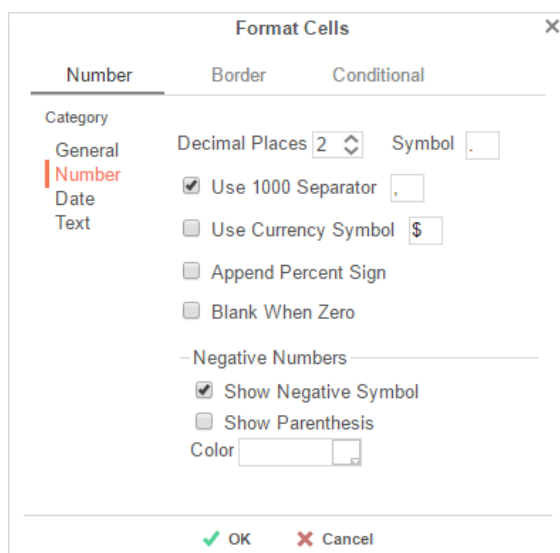 Format Cells
Number Border Conditional
Category
General
Number
Date
Text
Decimal Places 2 Symbol .
Use 1000 Separator ,
Use Currency Symbol $
Append Percent Sign
Blank When Zero
Negative Numbers
Show Negative Symbol
Show Parenthesis
Color
OK Cancel